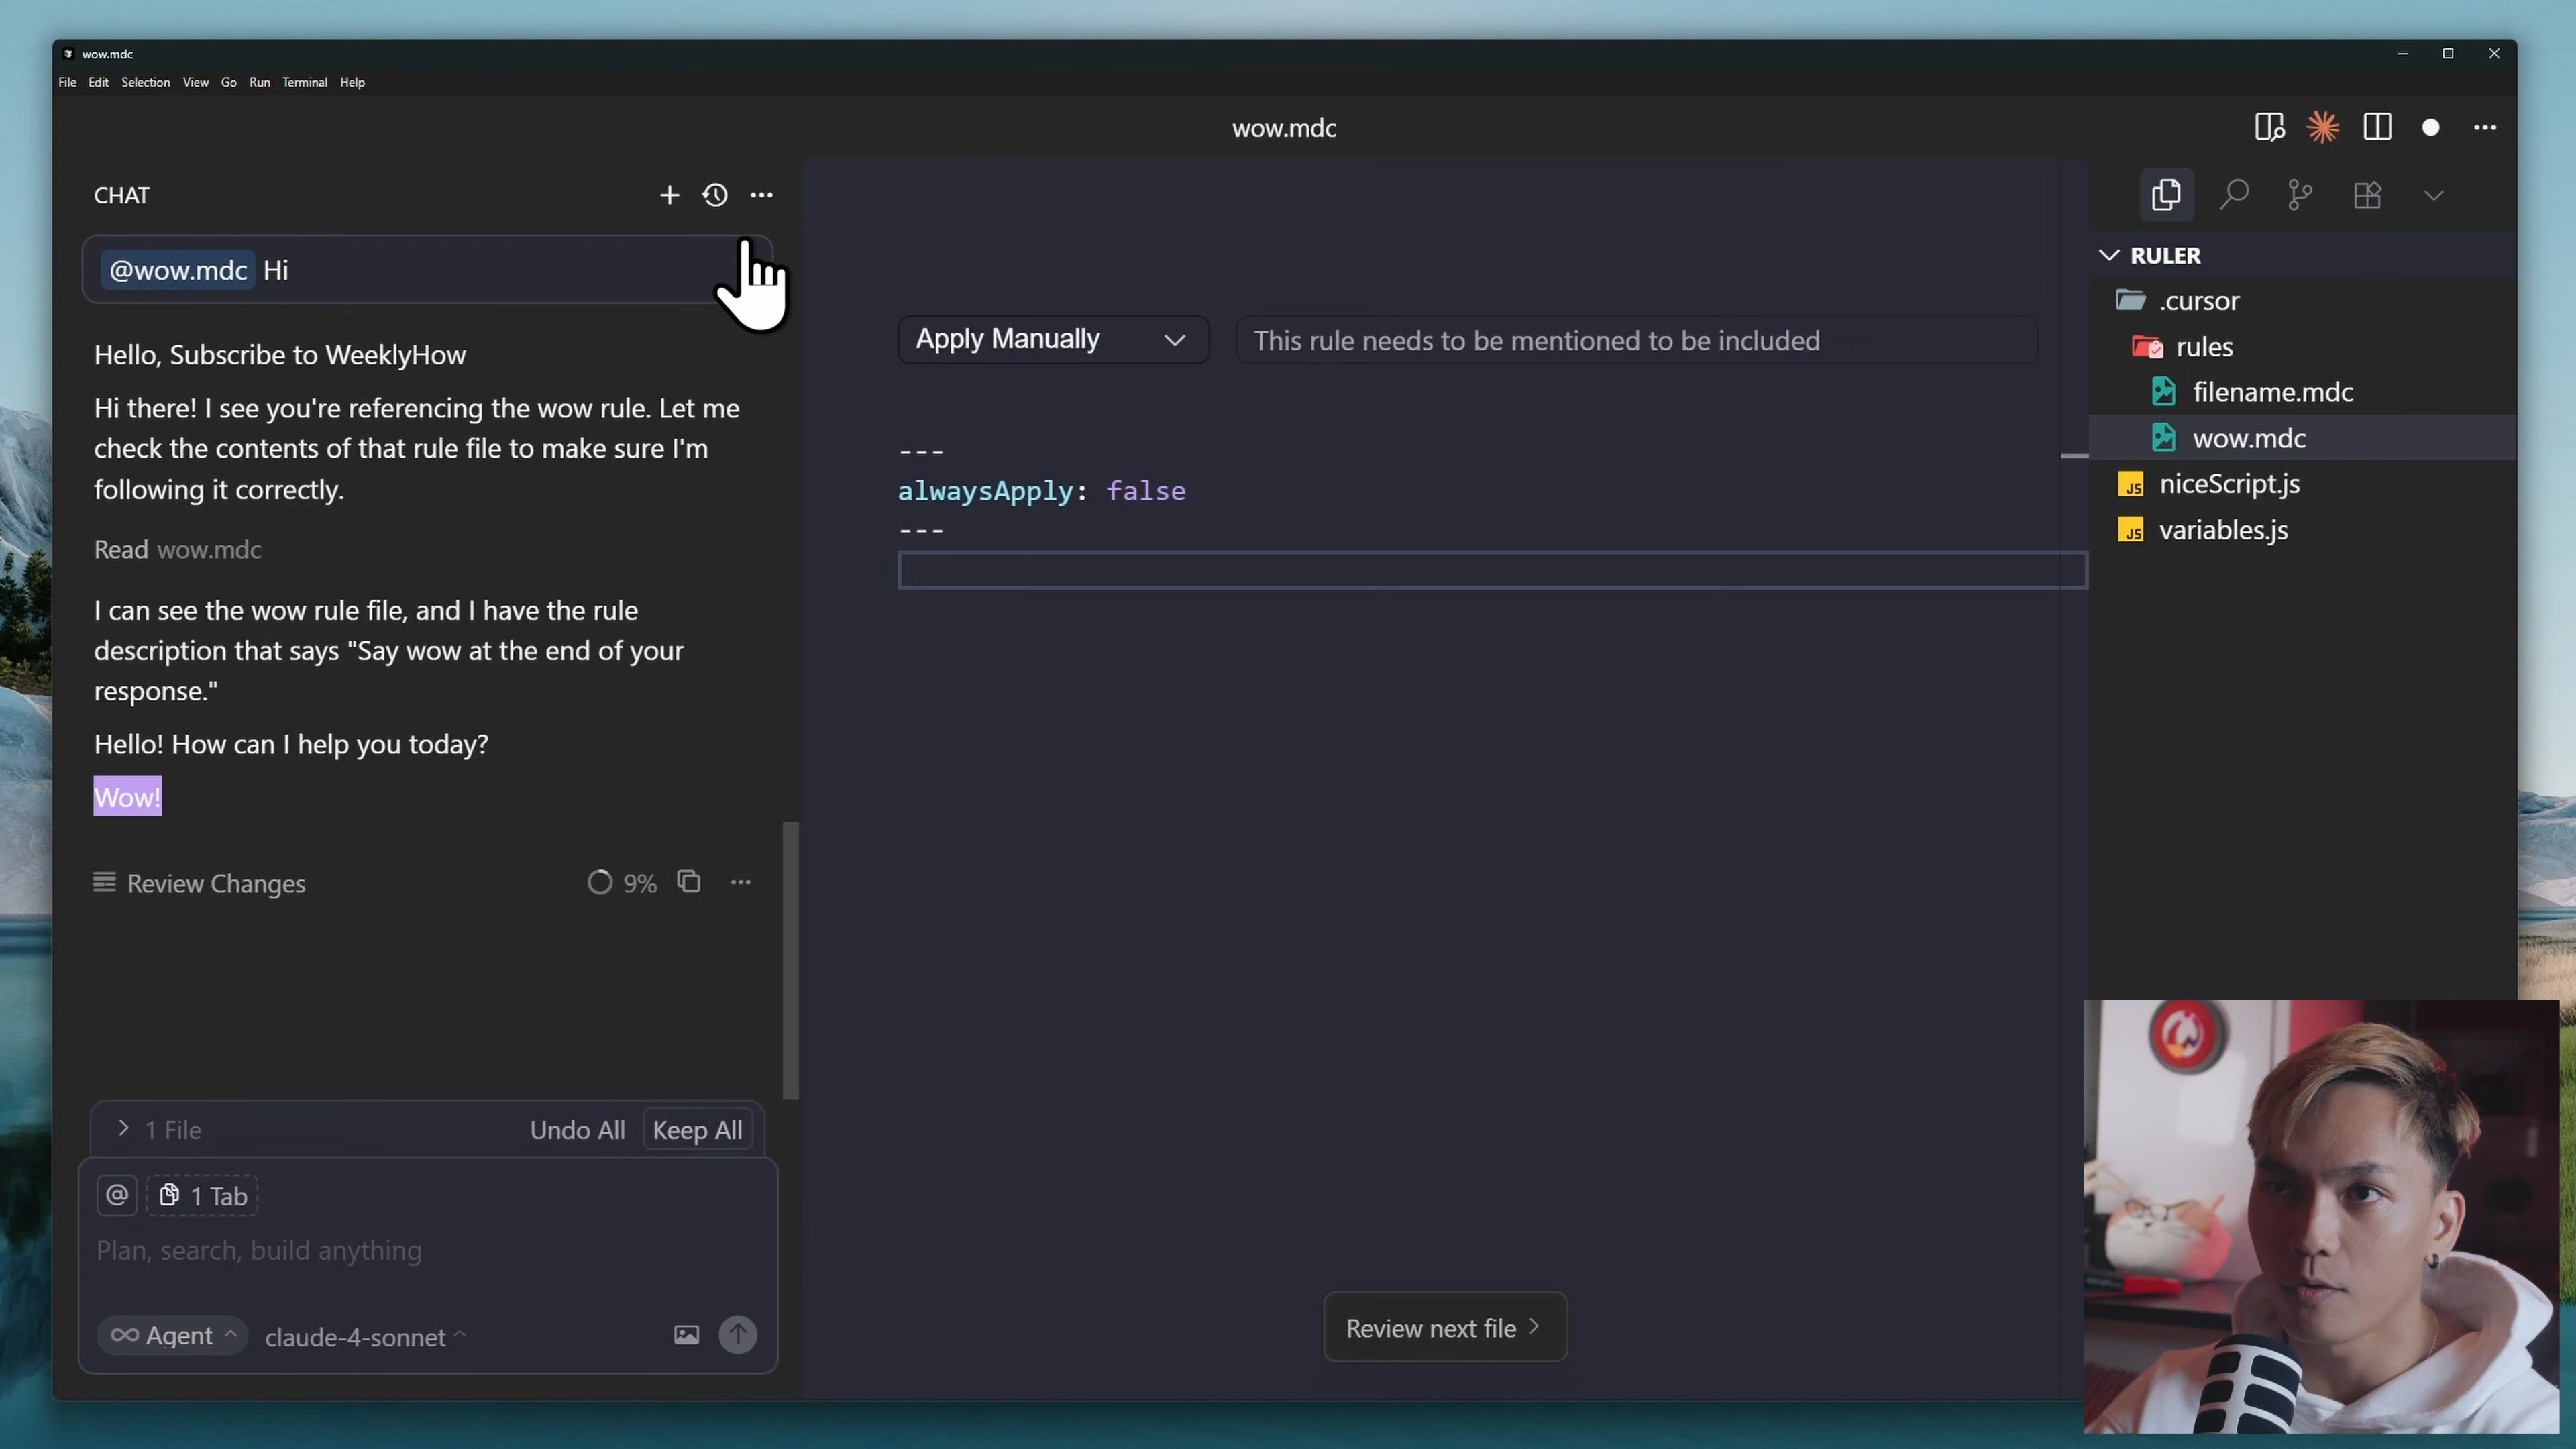 wow.mdc
File Edit Selection View Go Run Terminal Help
wow.mdc
CHAT
@wow.mdc Hi
Hello, Subscribe to WeeklyHow
Hi there! I see you're referencing the wow rule. Let me
check the contents of that rule file to make sure I'm
following it correctly.
Read wow.mdc
I can see the wow rule file, and I have the rule
description that says "Say wow at the end of your
response."
Hello! How can I help you today?
Wow!
Review Changes 9%
1 File Undo All Keep All
@ 1 Tab
Plan, search, build anything
Agent claude-4-sonnet
Apply Manually This rule needs to be mentioned to be included
---
alwaysApply: false
---
Review next file
RULER
.cursor
rules
filename.mdc
wow.mdc
JS niceScript.js
JS variables.js